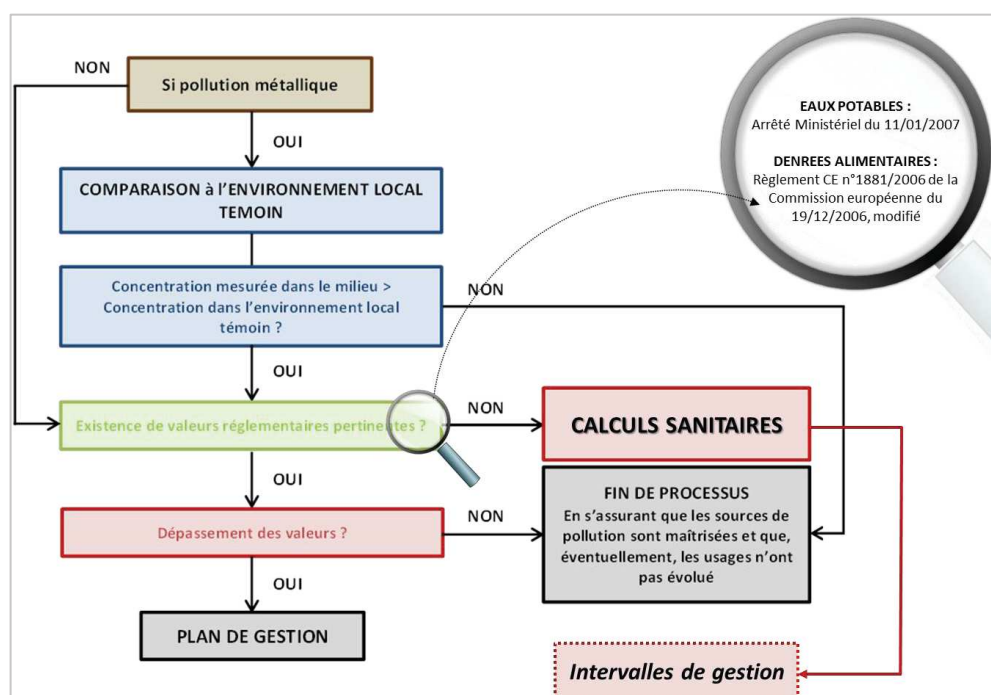 NON
Si pollution métallique
OUI
EAUX POTABLES :
Arrêté Ministériel du 11/01/2007
DENREES ALIMENTAIRES :
Règlement CE n°1881/2006 de la
Commission européenne du
19/12/2006, modifié
COMPARAISON à l'ENVIRONNEMENT LOCAL
TEMOIN
Concentration mesurée dans le milieu >
Concentration dans l'environnement local
témoin ?
NON
OUI
Existence de valeurs réglementaires pertinentes ?
NON
CALCULS SANITAIRES
OUI
Dépassement des valeurs ?
NON
FIN DE PROCESSUS
En s'assurant que les sources de
pollution sont maîtrisées et que,
éventuellement, les usages n'ont
pas évolué
OUI
PLAN DE GESTION
Intervalles de gestion